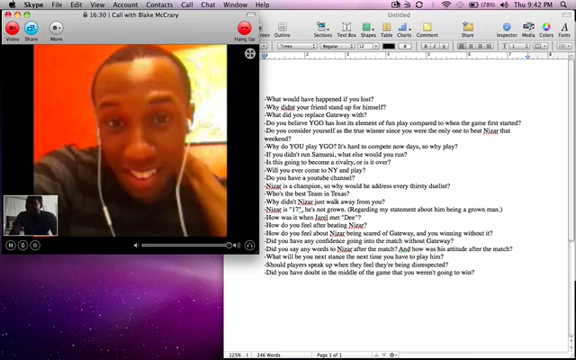 Skype File Edit View Account Contacts Call Chat Window Help
(78%) Thu 9:42 PM
16:30 | Call with Blake McCrary
Untitled
Video Share More Hang Up
Outline Sections Text Box Shapes Table Charts Comment Share Inspector Media Colors Fonts
Times Regular 12
-What would have happened if you lost?
-Why didnt your friend stand up for himself?
-What did you replace Gateway with?
-Do you believe YGO has lost its element of fun play compared to when the game first started?
-Do you consider yourself as the true winner since you were the only one to beat Nizar that
weekend?
-Why do YOU play YGO? It's hard to compete now days, so why play?
-If you didn't run Samurai, what else would you run?
-Is this going to become a rivalry, or is it over?
-Will you ever come to NY and play?
-Do you have a youtube channel?
-Nizar is a champion, so why would he address every thirsty duelist?
-Who's the best Team in Texas?
-Why didn't Nizar just walk away from you?
-Nizar is "17", he's not grown. (Regarding my statement about him being a grown man.)
-How was it when Jarel met "Dee"?
-How do you feel after beating Nizar?
-How do you feel about Nizar being scared of Gateway, and you winning without it?
-Did you have any confidence going into the match without Gateway?
-Did you say any words to Nizar after the match? And how was his attitude after the match?
-What will be you next stance the next time you have to play him?
-Should players speak up when they feel they're being disrespected?
-Did you have doubt in the middle of the game that you weren't going to win?
125% 246 Words Page 1 of 1